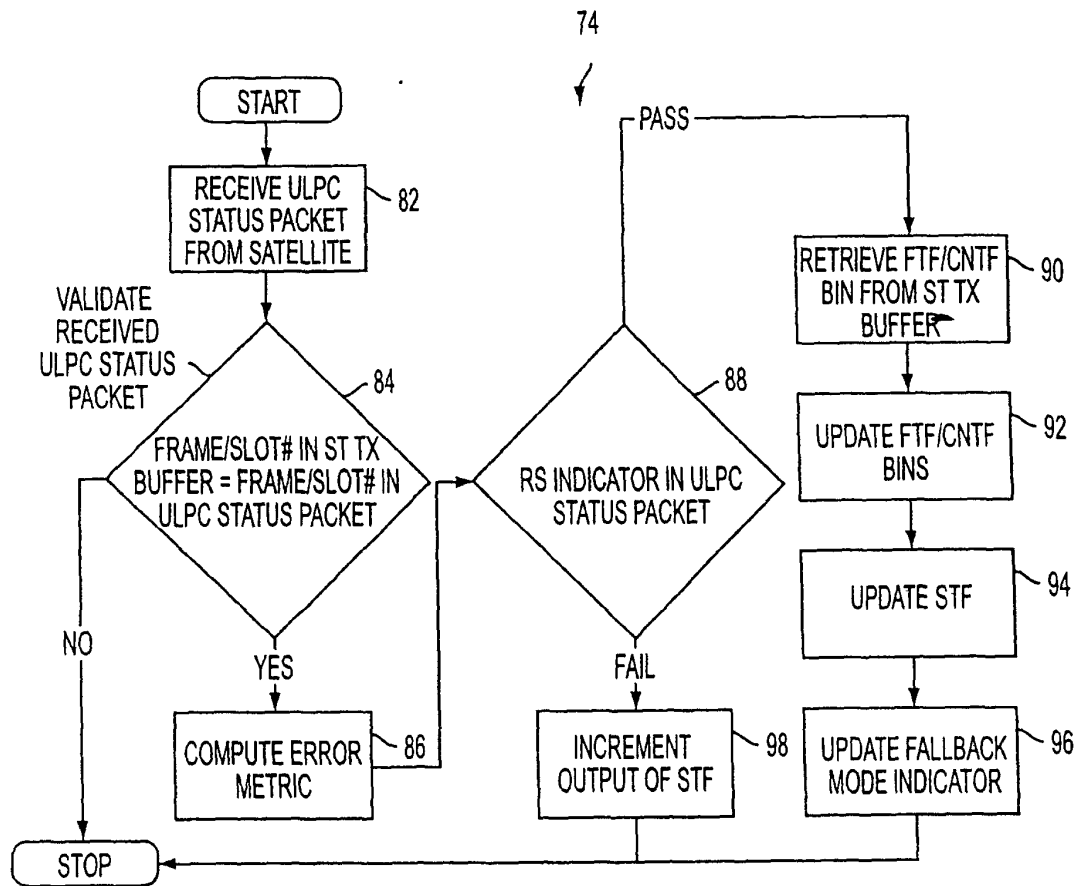 74
START
RECEIVE ULPC
STATUS PACKET
FROM SATELLITE
82
VALIDATE
RECEIVED
ULPC STATUS
PACKET
84
FRAME/SLOT# IN ST TX
BUFFER = FRAME/SLOT# IN
ULPC STATUS PACKET
NO
YES
COMPUTE ERROR
METRIC
86
88
RS INDICATOR IN ULPC
STATUS PACKET
PASS
FAIL
RETRIEVE FTF/CNTF
BIN FROM ST TX
BUFFER
90
UPDATE FTF/CNTF
BINS
92
UPDATE STF
94
UPDATE FALLBACK
MODE INDICATOR
96
INCREMENT
OUTPUT OF STF
98
STOP